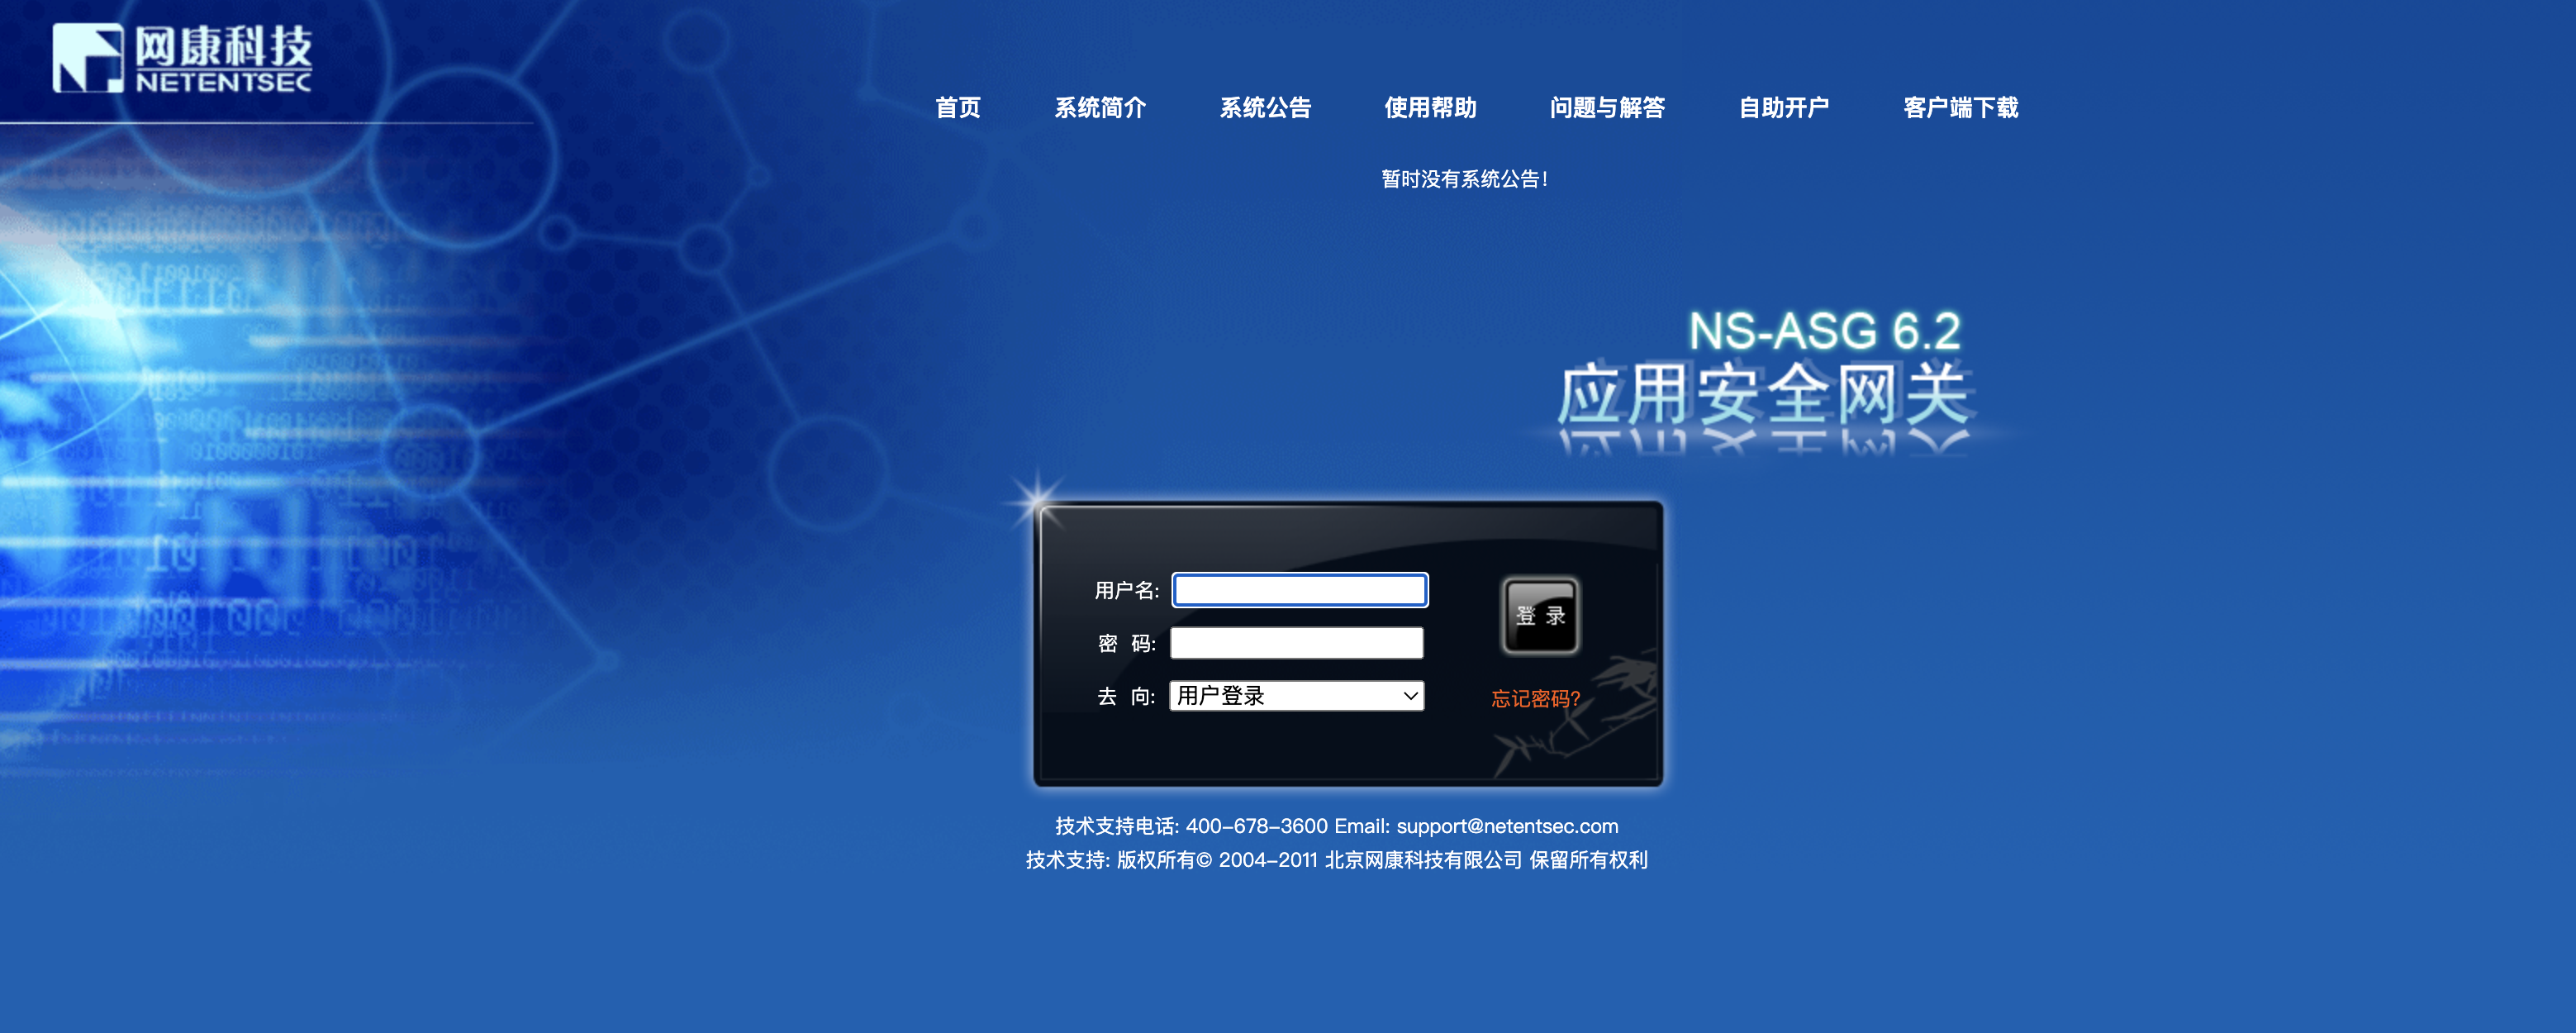 网康科技
NETENTSEC
首页 系统简介 系统公告 使用帮助 问题与解答 自助开户 客户端下载
暂时没有系统公告!
NS-ASG 6.2
应用安全网关
用户名:
登 录
密 码:
去 向: 用户登录 忘记密码?
技术支持电话: 400-678-3600 Email: support@netentsec.com
技术支持: 版权所有© 2004-2011 北京网康科技有限公司 保留所有权利